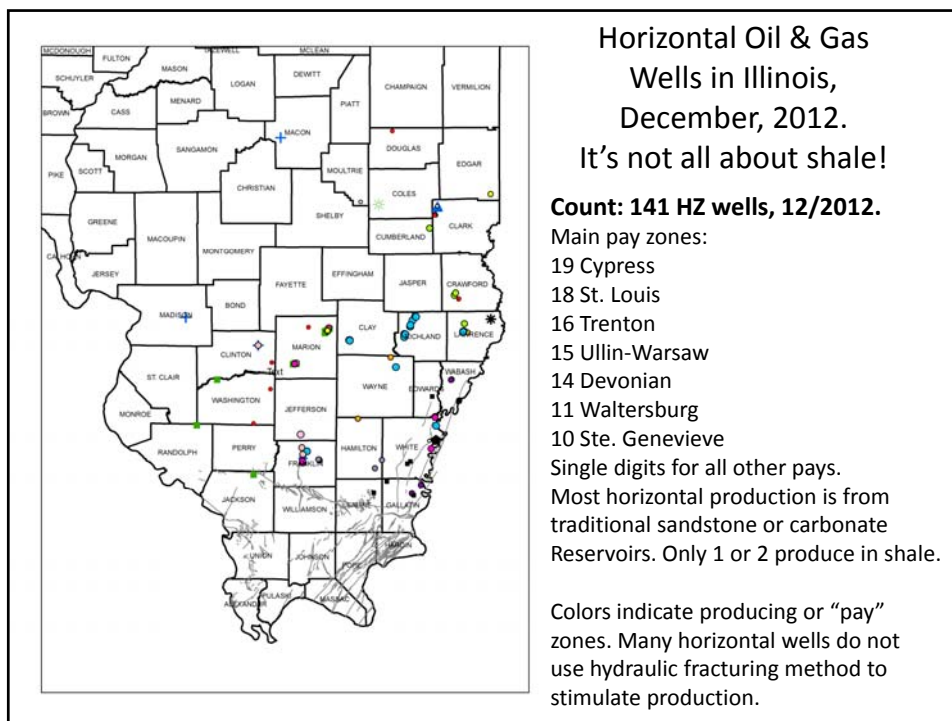 Horizontal Oil & Gas
Wells in Illinois,
December, 2012.
It's not all about shale!
Count: 141 HZ wells, 12/2012.
Main pay zones:
19 Cypress
18 St. Louis
16 Trenton
15 Ullin-Warsaw
14 Devonian
11 Waltersburg
10 Ste. Genevieve
Single digits for all other pays.
Most horizontal production is from
traditional sandstone or carbonate
Reservoirs. Only 1 or 2 produce in shale.
Colors indicate producing or "pay"
zones. Many horizontal wells do not
use hydraulic fracturing method to
stimulate production.
MCDONOUGH
FULTON
MCLEAN
SCHUYLER
MASON
LOGAN
DEWITT
CHAMPAIGN
VERMILION
PIATT
BROWN
CASS
MENARD
MACON
DOUGLAS
EDGAR
SANGAMON
MORGAN
SCOTT
PIKE
MOULTRIE
CHRISTIAN
COLES
SHELBY
GREENE
MACOUPIN
CUMBERLAND
CLARK
MONTGOMERY
JERSEY
FAYETTE
EFFINGHAM
JASPER
CRAWFORD
BOND
MADISON
CLAY
RICHLAND
LAWRENCE
MARION
CLINTON
Text
ST. CLAIR
WAYNE
EDWARDS
WABASH
WASHINGTON
MONROE
JEFFERSON
RANDOLPH
PERRY
HAMILTON
WHITE
FRANKLIN
JACKSON
WILLIAMSON
GALLATIN
HARDIN
UNION
JOHNSON
POPE
ALEXANDER
PULASKI
MASSAC